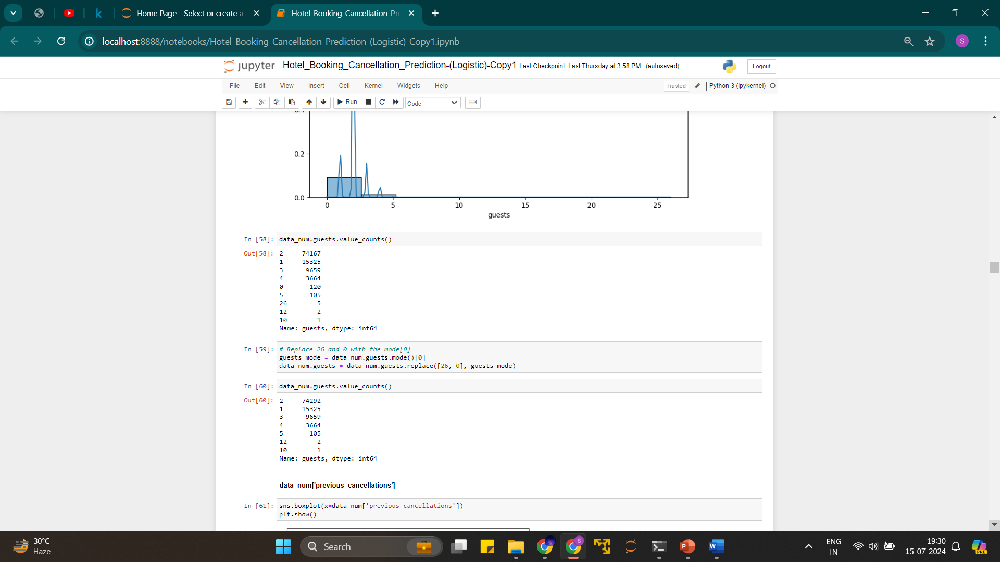 Home Page - Select or create a
Hotel_Booking_Cancellation_Pre
localhost:8888/notebooks/Hotel_Booking_Cancellation_Prediction-(Logistic)-Copy1.ipynb
S
jupyter Hotel_Booking_Cancellation_Prediction-(Logistic)-Copy1 Last Checkpoint: Last Thursday at 3:58 PM (autosaved)
Logout
File Edit View Insert Cell Kernel Widgets Help
Trusted Python 3 (ipykernel)
Run Code
0.4
0.2
0.0
0 5 10 15 20 25
guests
In [58]: data_num.guests.value_counts()
Out[58]: 2 74167
1 15325
3 9659
4 3664
0 120
5 105
26 5
12 2
10 1
Name: guests, dtype: int64
In [59]: # Replace 26 and 0 with the mode[0]
guests_mode = data_num.guests.mode()[0]
data_num.guests = data_num.guests.replace([26, 0], guests_mode)
In [60]: data_num.guests.value_counts()
Out[60]: 2 74292
1 15325
3 9659
4 3664
5 105
12 2
10 1
Name: guests, dtype: int64
data_num['previous_cancellations']
In [61]: sns.boxplot(x=data_num['previous_cancellations'])
plt.show()
30°C
Haze
Search
ENG
IN
19:30
15-07-2024
PRE